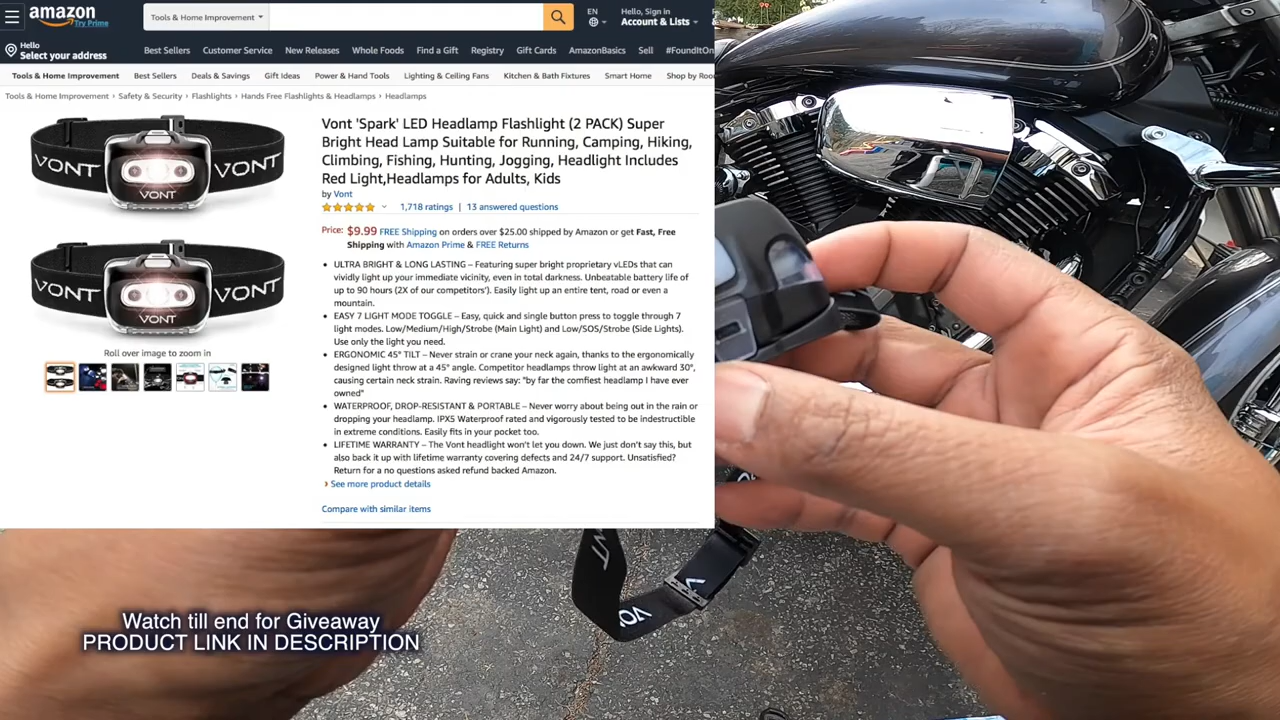 amazon
Try Prime
Tools & Home Improvement
EN
Hello, Sign in
Account & Lists
Hello
Select your address
Best Sellers Customer Service New Releases Whole Foods Find a Gift Registry Gift Cards AmazonBasics Sell #FoundItOn
Tools & Home Improvement Best Sellers Deals & Savings Gift Ideas Power & Hand Tools Lighting & Ceiling Fans Kitchen & Bath Fixtures Smart Home Shop by Roo
Tools & Home Improvement › Safety & Security › Flashlights › Hands Free Flashlights & Headlamps › Headlamps
VONT VONT
VONT
VONT VONT
VONT
Roll over image to zoom in
Vont 'Spark' LED Headlamp Flashlight (2 PACK) Super
Bright Head Lamp Suitable for Running, Camping, Hiking,
Climbing, Fishing, Hunting, Jogging, Headlight Includes
Red Light,Headlamps for Adults, Kids
by Vont
1,718 ratings | 13 answered questions
Price: $9.99 FREE Shipping on orders over $25.00 shipped by Amazon or get Fast, Free
Shipping with Amazon Prime & FREE Returns
• ULTRA BRIGHT & LONG LASTING – Featuring super bright proprietary vLEDs that can
vividly light up your immediate vicinity, even in total darkness. Unbeatable battery life of
up to 90 hours (2X of our competitors'). Easily light up an entire tent, road or even a
mountain.
• EASY 7 LIGHT MODE TOGGLE – Easy, quick and single button press to toggle through 7
light modes. Low/Medium/High/Strobe (Main Light) and Low/SOS/Strobe (Side Lights).
Use only the light you need.
• ERGONOMIC 45° TILT – Never strain or crane your neck again, thanks to the ergonomically
designed light throw at a 45° angle. Competitor headlamps throw light at an awkward 30°,
causing certain neck strain. Raving reviews say: "by far the comfiest headlamp I have ever
owned"
• WATERPROOF, DROP-RESISTANT & PORTABLE – Never worry about being out in the rain or
dropping your headlamp. IPX5 Waterproof rated and vigorously tested to be indestructible
in extreme conditions. Easily fits in your pocket too.
• LIFETIME WARRANTY – The Vont headlight won't let you down. We just don't say this, but
also back it up with lifetime warranty covering defects and 24/7 support. Unsatisfied?
Return for a no questions asked refund backed Amazon.
› See more product details
Compare with similar items
Watch till end for Giveaway
PRODUCT LINK IN DESCRIPTION